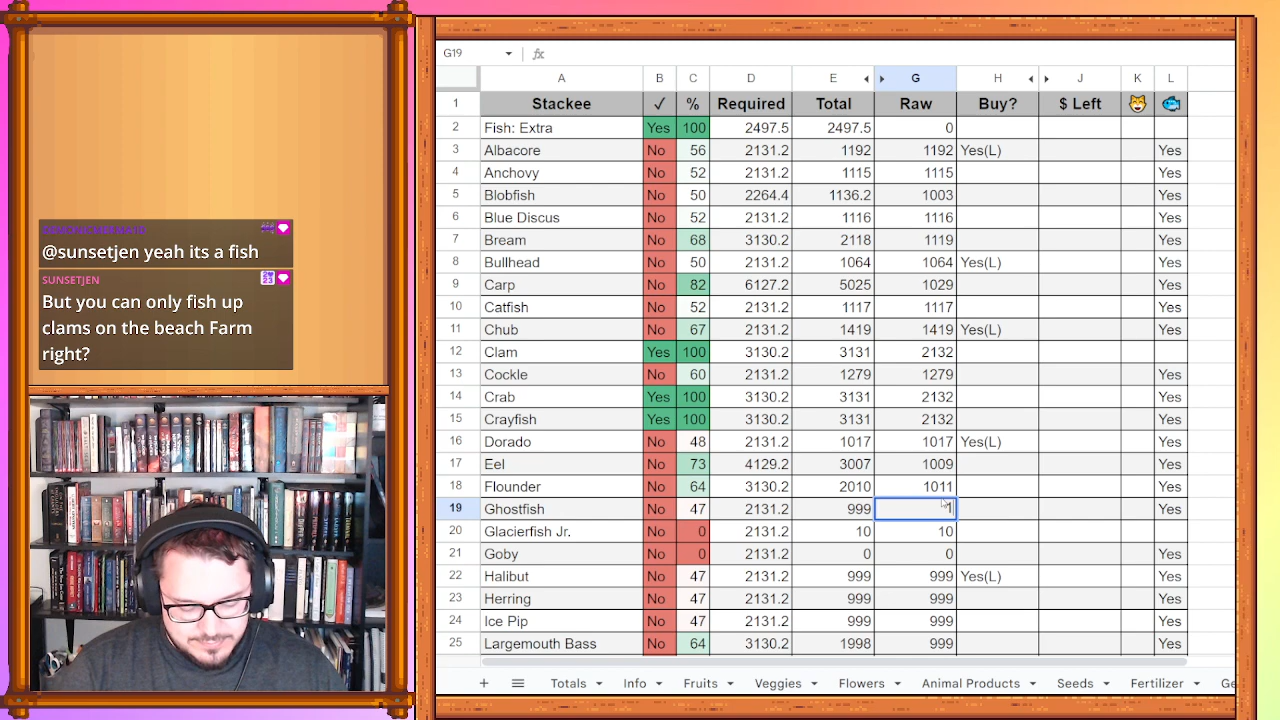 @sunsetjen yeah its a fish
SUNSETJEN
But you can only fish up
clams on the beach Farm
right?
G19 fx
A B C D E G H J K L
1 Stackee ✓ % Required Total Raw Buy? $ Left
2 Fish: Extra Yes 100 2497.5 2497.5 0
3 Albacore No 56 2131.2 1192 1192 Yes(L) Yes
4 Anchovy No 52 2131.2 1115 1115 Yes
5 Blobfish No 50 2264.4 1136.2 1003 Yes
6 Blue Discus No 52 2131.2 1116 1116 Yes
7 Bream No 68 3130.2 2118 1119 Yes
8 Bullhead No 50 2131.2 1064 1064 Yes(L) Yes
9 Carp No 82 6127.2 5025 1029 Yes
10 Catfish No 52 2131.2 1117 1117 Yes
11 Chub No 67 2131.2 1419 1419 Yes(L) Yes
12 Clam Yes 100 3130.2 3131 2132
13 Cockle No 60 2131.2 1279 1279 Yes
14 Crab Yes 100 3130.2 3131 2132 Yes
15 Crayfish Yes 100 3130.2 3131 2132 Yes
16 Dorado No 48 2131.2 1017 1017 Yes(L) Yes
17 Eel No 73 4129.2 3007 1009 Yes
18 Flounder No 64 3130.2 2010 1011 Yes
19 Ghostfish No 47 2131.2 999 Yes
20 Glacierfish Jr. No 0 2131.2 10 10
21 Goby No 0 2131.2 0 0 Yes
22 Halibut No 47 2131.2 999 999 Yes(L) Yes
23 Herring No 47 2131.2 999 999 Yes
24 Ice Pip No 47 2131.2 999 999 Yes
25 Largemouth Bass No 64 3130.2 1998 999 Yes
+ Totals Info Fruits Veggies Flowers Animal Products Seeds Fertilizer Ge